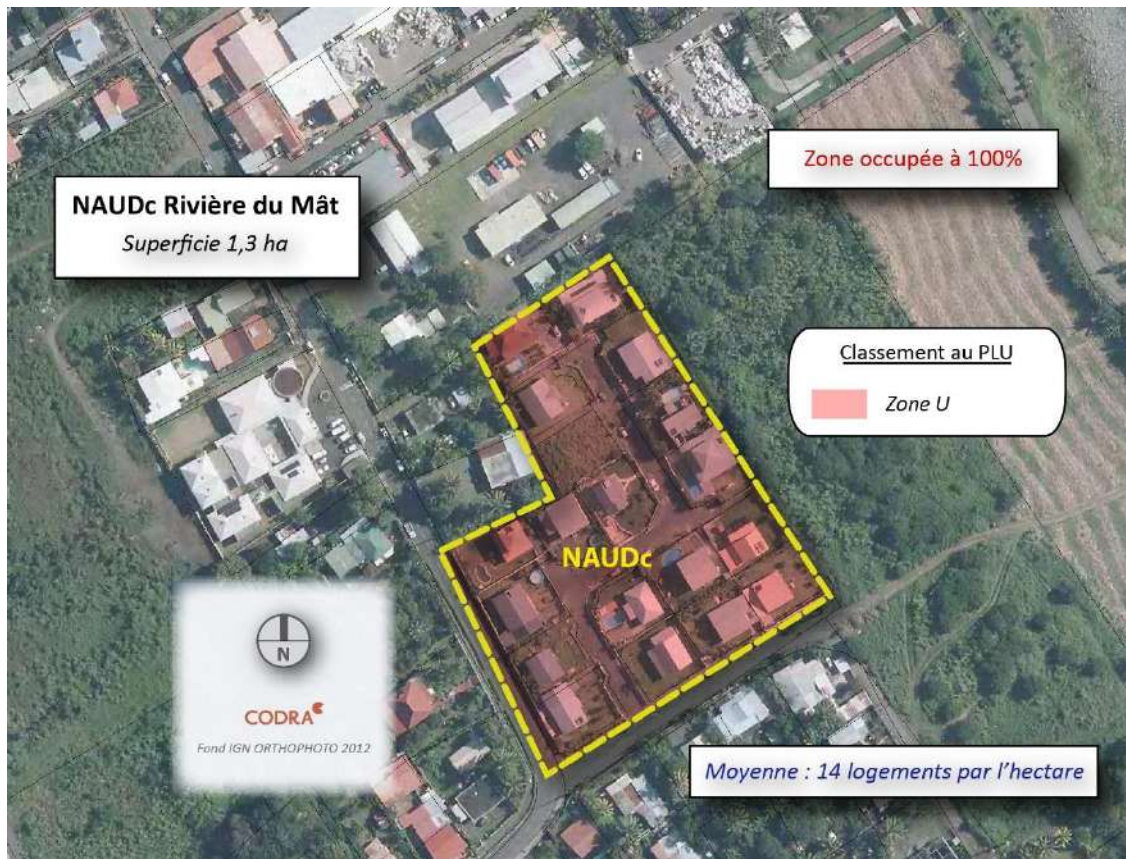 NAUDc Rivière du Mât
Superficie 1,3 ha
Zone occupée à 100%
Classement au PLU
Zone U
NAUDc
N
CODRA
Fond IGN ORTHOPHOTO 2012
Moyenne : 14 logements par l'hectare